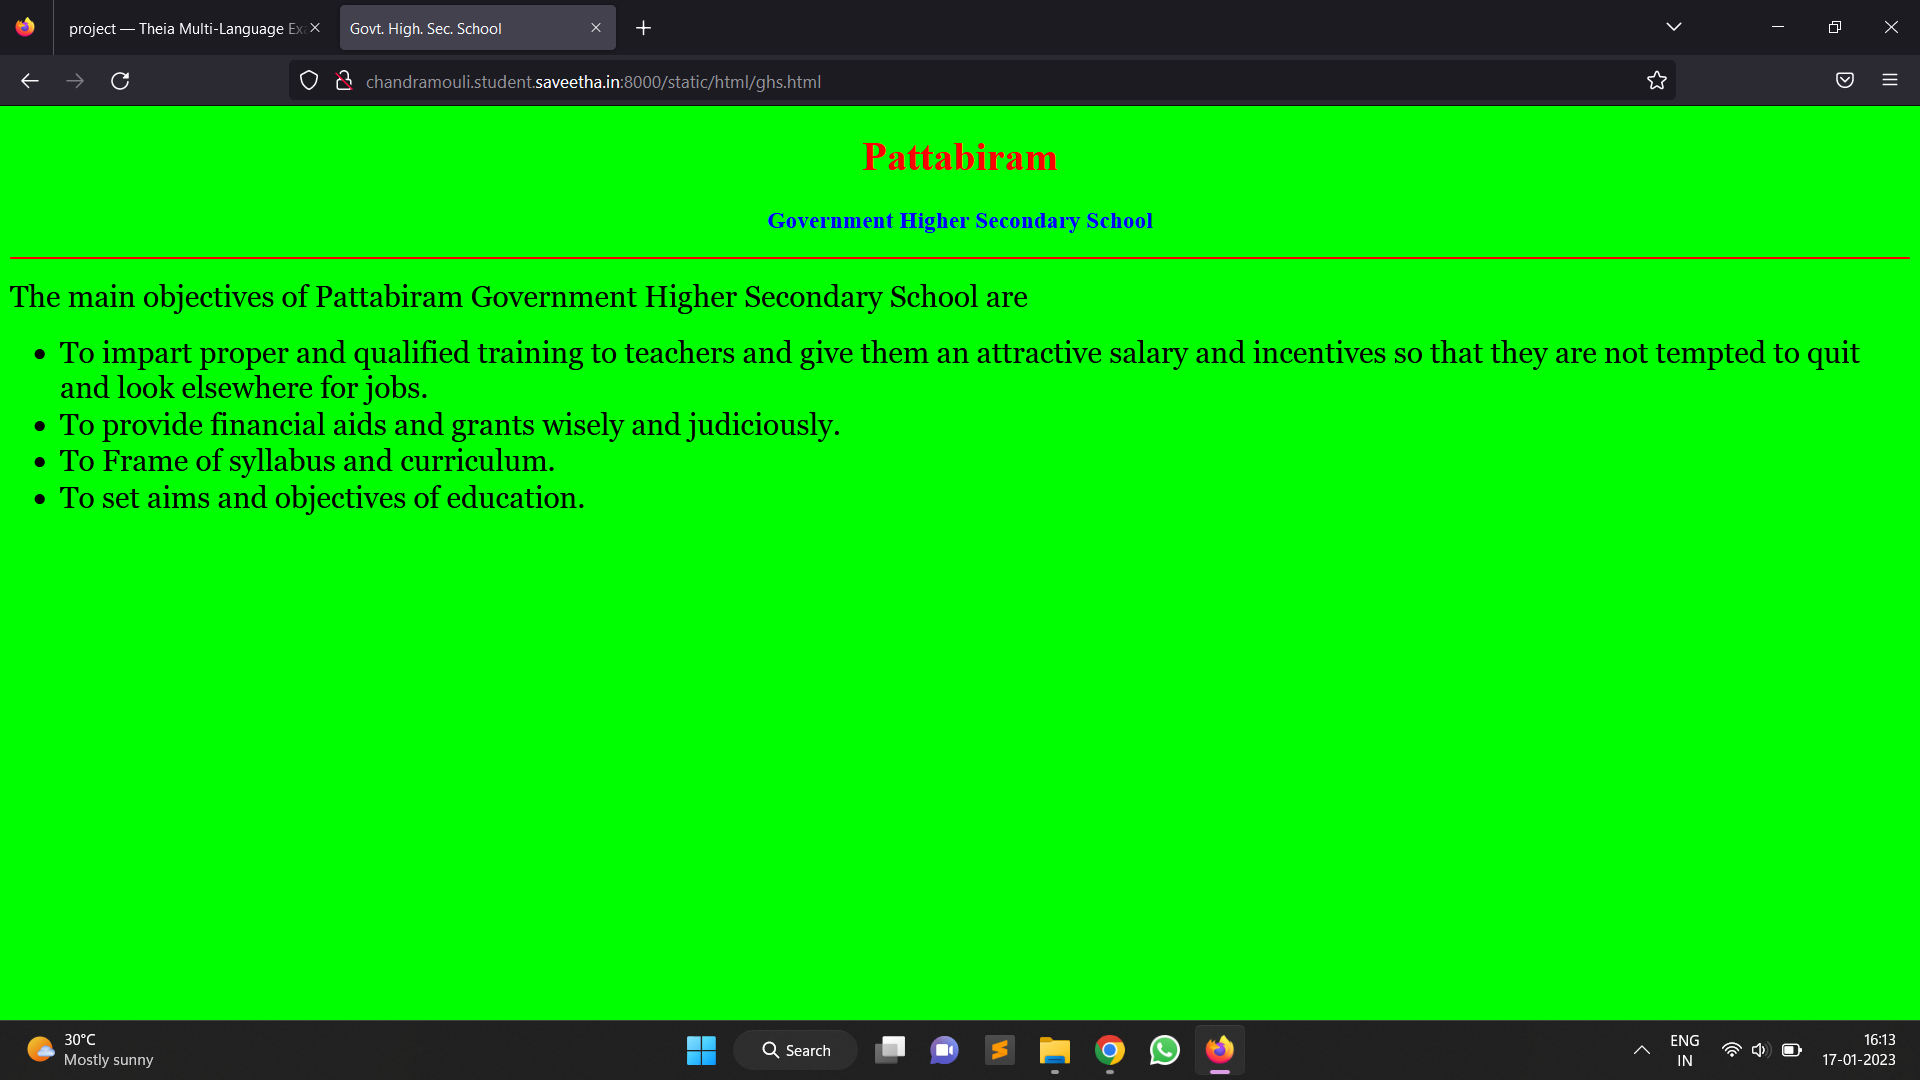 project — Theia Multi-Language Ex
Govt. High. Sec. School
chandramouli.student.saveetha.in:8000/static/html/ghs.html
Pattabiram
Government Higher Secondary School
The main objectives of Pattabiram Government Higher Secondary School are
• To impart proper and qualified training to teachers and give them an attractive salary and incentives so that they are not tempted to quit
and look elsewhere for jobs.
• To provide financial aids and grants wisely and judiciously.
• To Frame of syllabus and curriculum.
• To set aims and objectives of education.
30°C
Mostly sunny
Search
ENG
IN
16:13
17-01-2023